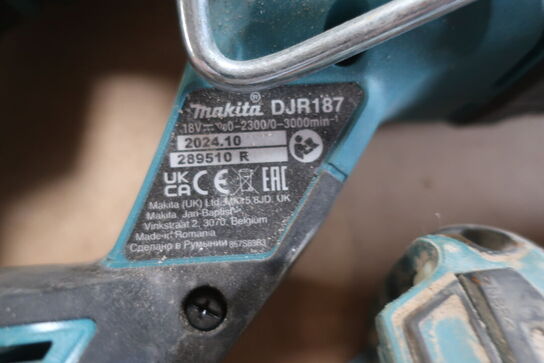 makita® DJR187
18V⎓ 0-2300/0-3000min⁻¹
2024.10
289510 R
UK CA CE EAC
Makita (UK) Ltd. MK15 8JD, UK
Makita, Jan-Baptist
Vinkstraat 2, 3070, Belgium
Made in Romania
Сделано в Румынии 857S83B3